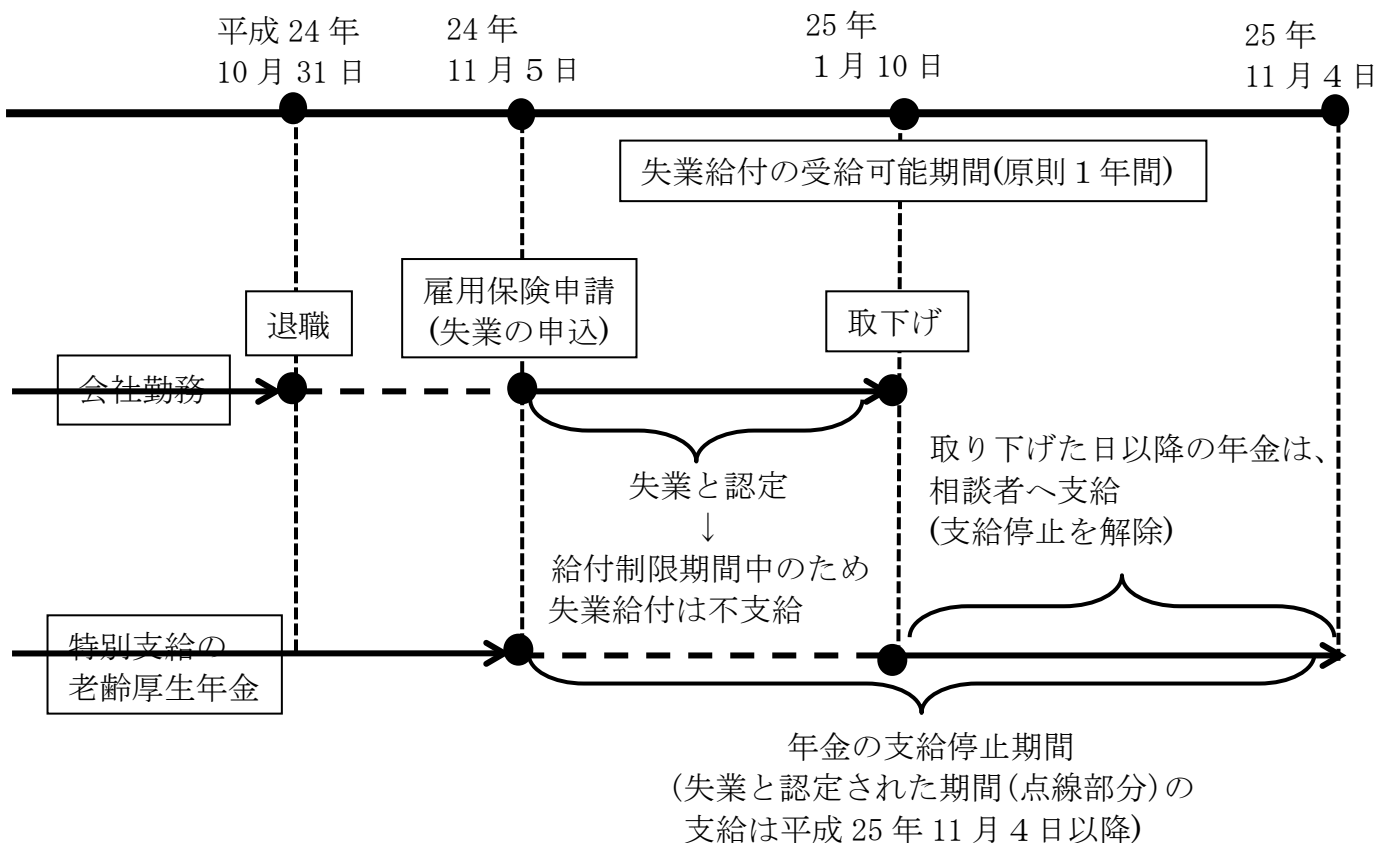 平成 24 年
10 月 31 日
24 年
11 月５日
25 年
１月 10 日
25 年
11 月４日
失業給付の受給可能期間(原則１年間)
退職
雇用保険申請
(失業の申込)
取下げ
会社勤務
失業と認定
↓
給付制限期間中のため
失業給付は不支給
取り下げた日以降の年金は、
相談者へ支給
(支給停止を解除)
特別支給の
老齢厚生年金
年金の支給停止期間
(失業と認定された期間(点線部分)の
支給は平成 25 年 11 月４日以降)